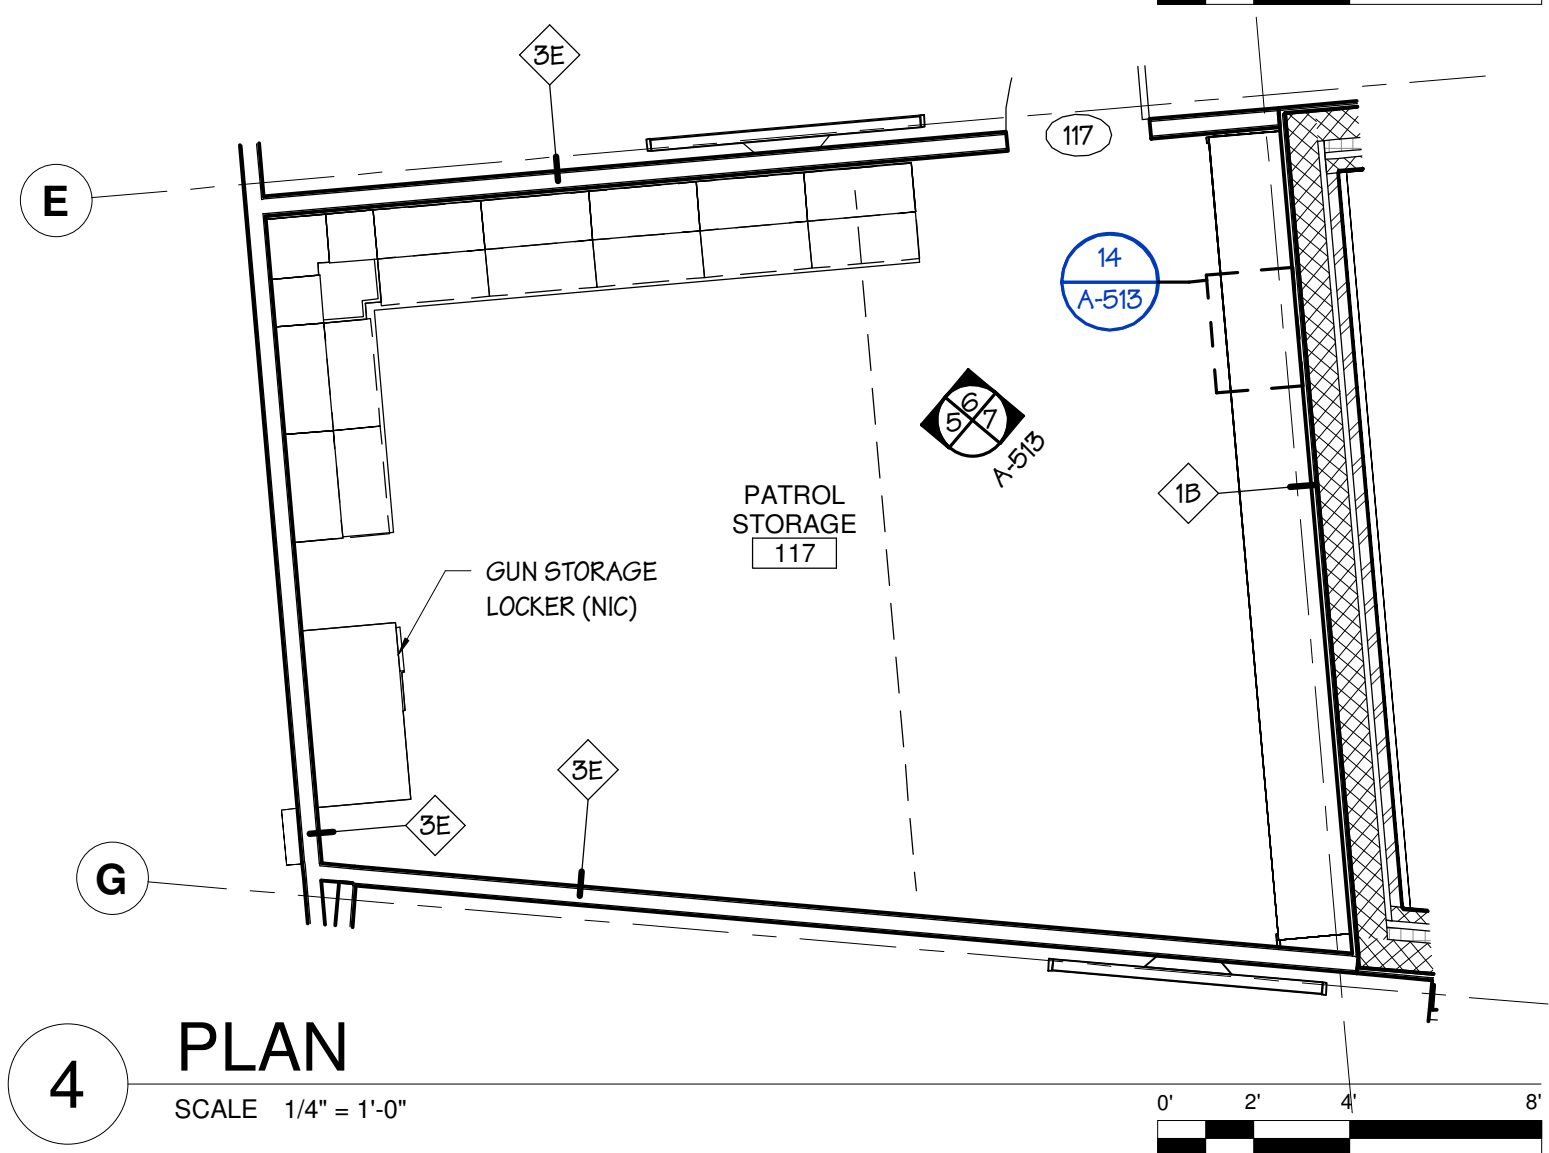 3E
117
E
14
A-513
6
5 7
A-513
1B
PATROL
STORAGE
117
GUN STORAGE
LOCKER (NIC)
3E
3E
G
4
PLAN
SCALE 1/4" = 1'-0"
0' 2' 4' 8'